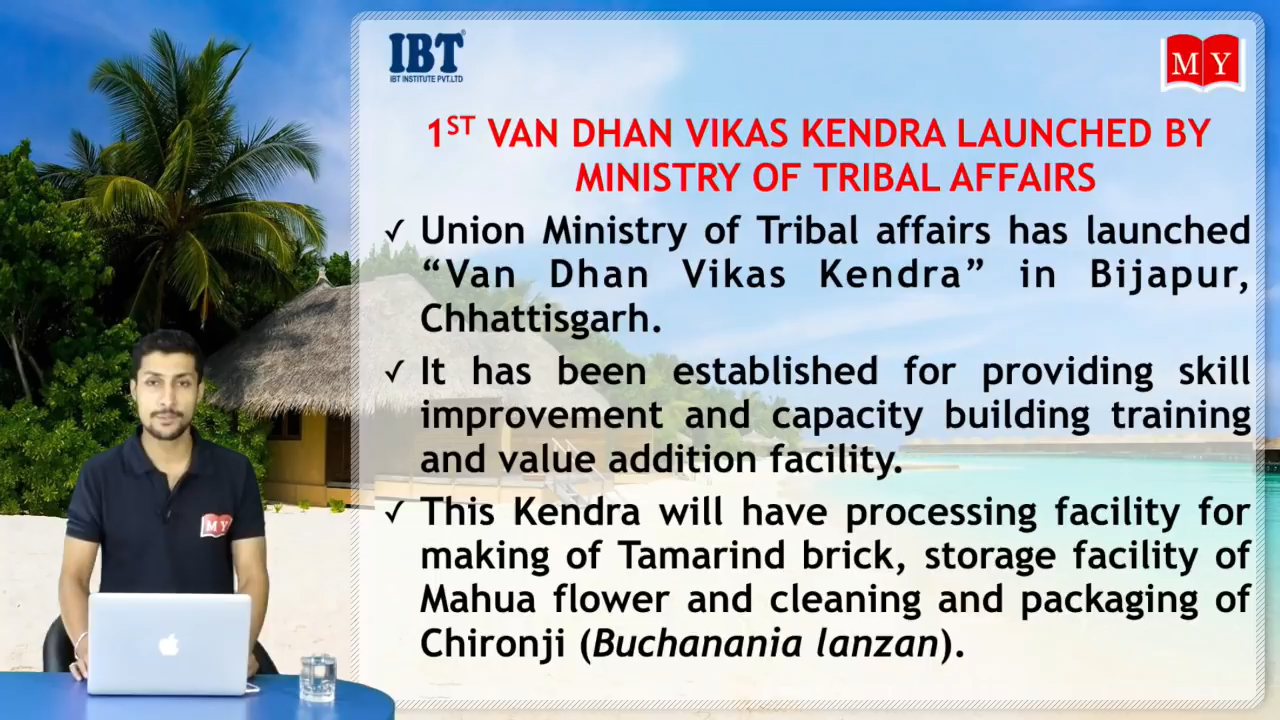 IBT
IBT INSTITUTE PVT.LTD
M Y
1ST VAN DHAN VIKAS KENDRA LAUNCHED BY
MINISTRY OF TRIBAL AFFAIRS
✓ Union Ministry of Tribal affairs has launched
“Van Dhan Vikas Kendra” in Bijapur,
Chhattisgarh.
✓ It has been established for providing skill
improvement and capacity building training
and value addition facility.
✓ This Kendra will have processing facility for
making of Tamarind brick, storage facility of
Mahua flower and cleaning and packaging of
Chironji (Buchanania lanzan).
MY